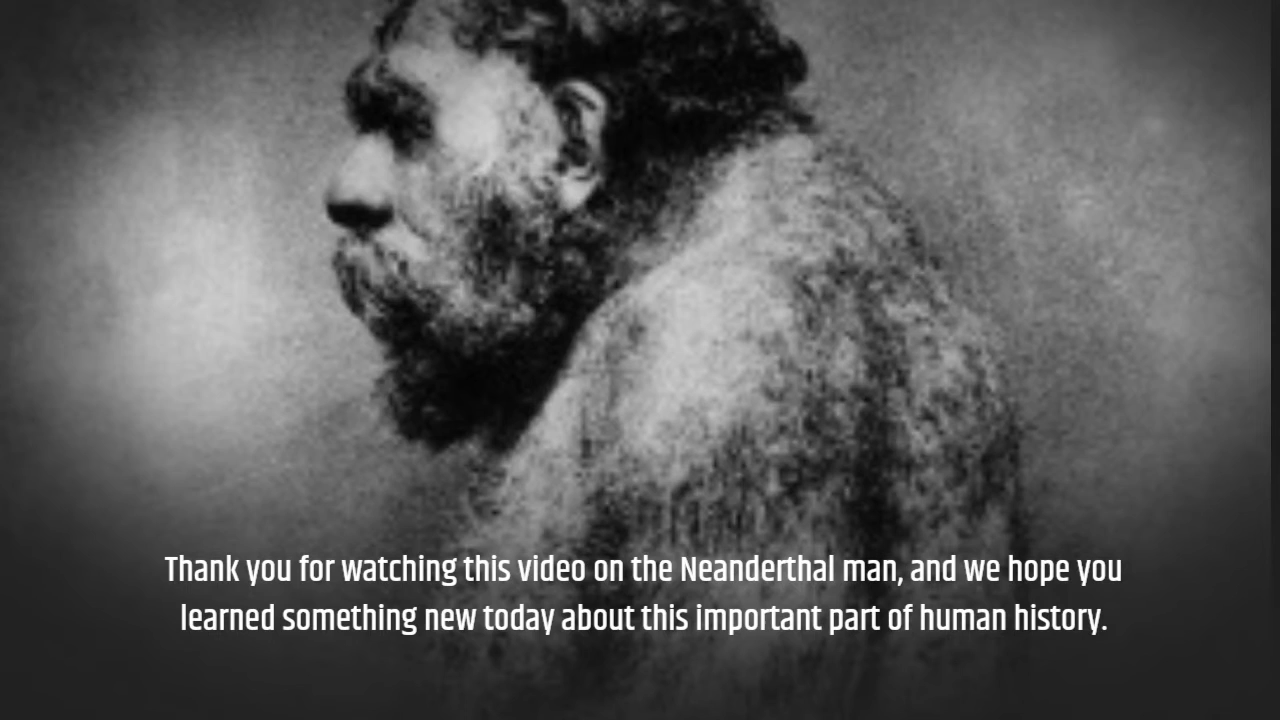 Thank you for watching this video on the Neanderthal man, and we hope you
learned something new today about this important part of human history.